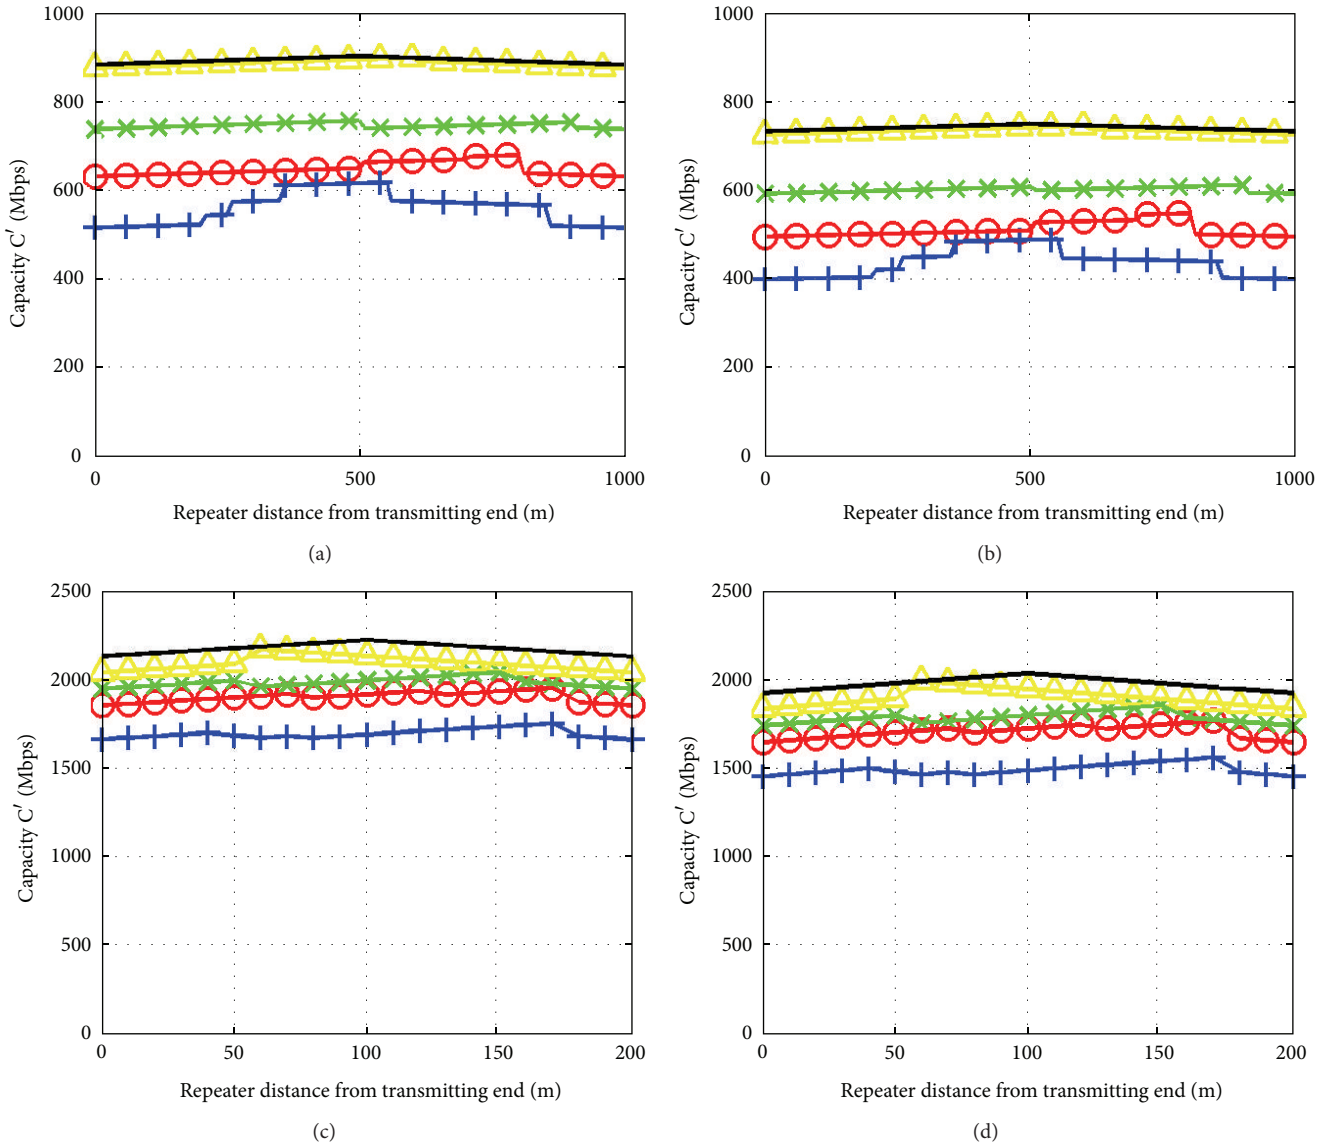 1000
800
600
400
200
0
Capacity C′ (Mbps)
0 500 1000
Repeater distance from transmitting end (m)
(a)
1000
800
600
400
200
0
Capacity C′ (Mbps)
0 500 1000
Repeater distance from transmitting end (m)
(b)
2500
2000
1500
1000
500
0
Capacity C′ (Mbps)
0 50 100 150 200
Repeater distance from transmitting end (m)
(c)
2500
2000
1500
1000
500
0
Capacity C′ (Mbps)
0 50 100 150 200
Repeater distance from transmitting end (m)
(d)